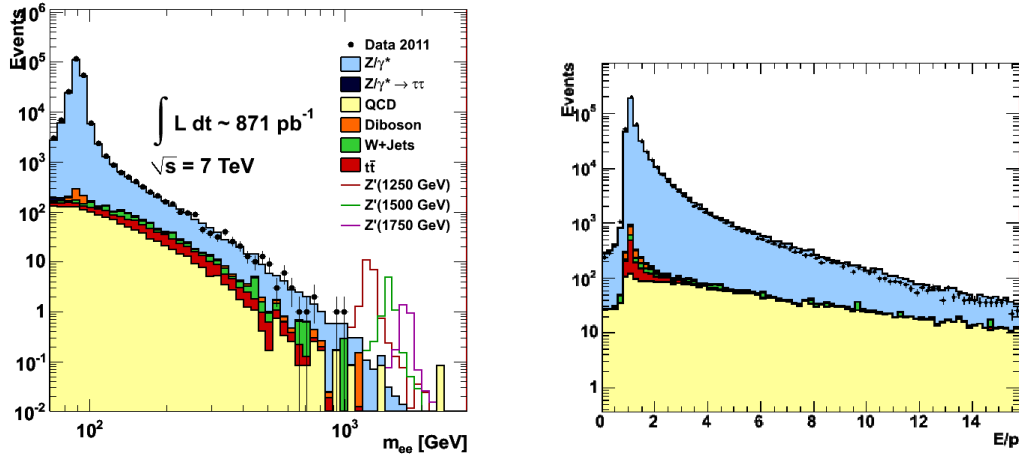 Events
10^6
10^5
10^4
10^3
10^2
10
1
10^-1
10^-2
10^2
10^3
m_ee [GeV]
∫ L dt ~ 871 pb^-1
√s = 7 TeV
Data 2011
Z/γ*
Z/γ* → ττ
QCD
Diboson
W+Jets
tt̄
Z'(1250 GeV)
Z'(1500 GeV)
Z'(1750 GeV)
Events
10^5
10^4
10^3
10^2
10
1
0 2 4 6 8 10 12 14
E/p